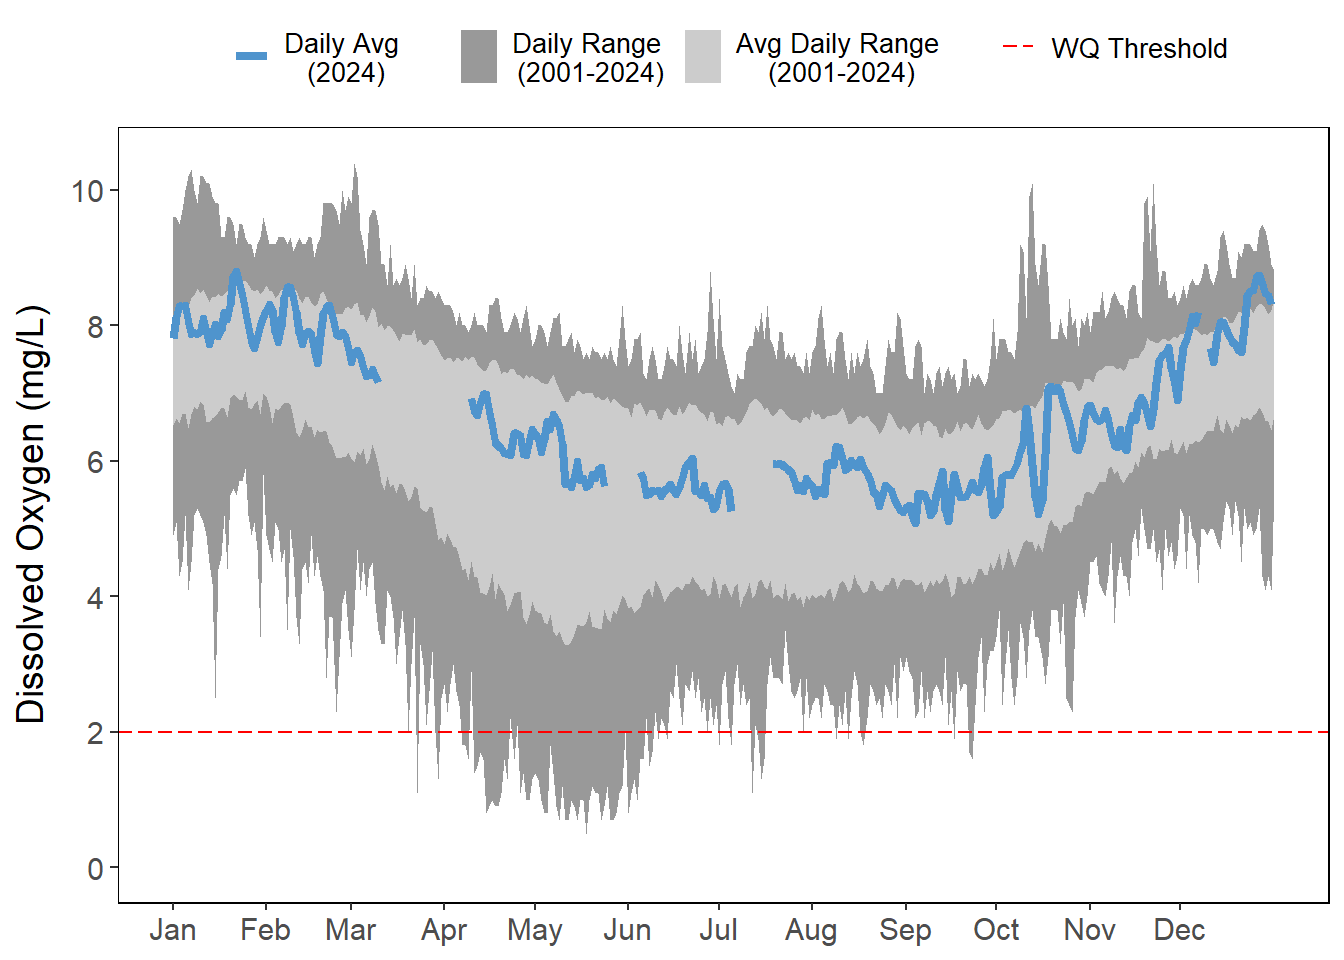 Daily Avg
(2024)
Daily Range
(2001-2024)
Avg Daily Range
(2001-2024)
WQ Threshold
Dissolved Oxygen (mg/L)
10
8
6
4
2
0
Jan Feb Mar Apr May Jun Jul Aug Sep Oct Nov Dec